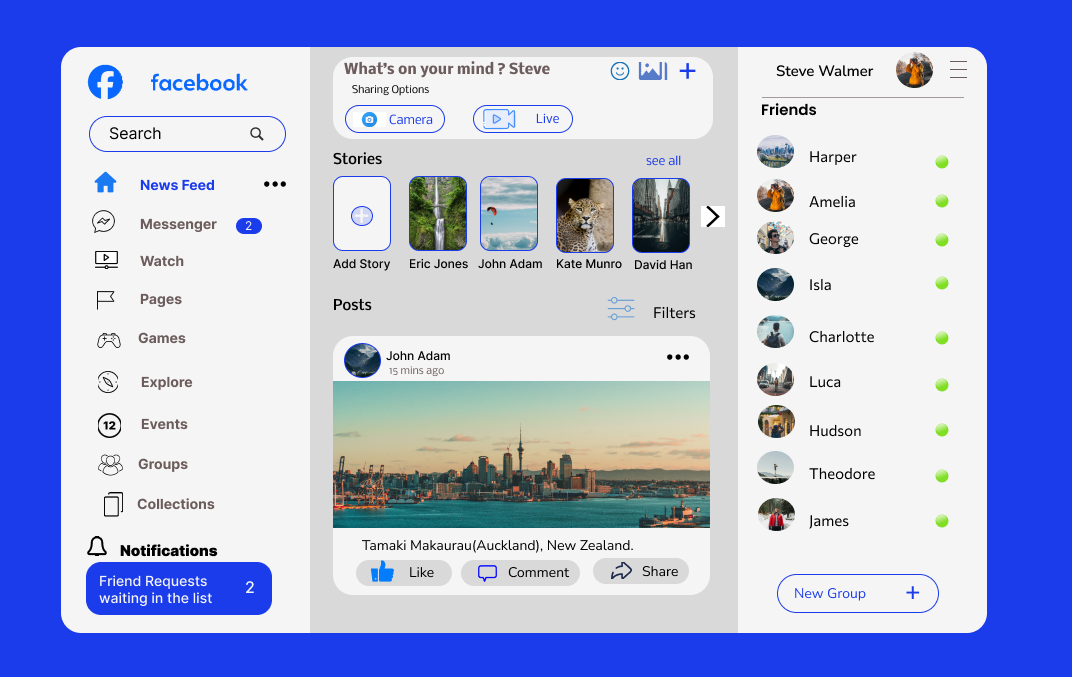 facebook
Search
News Feed
Messenger 2
Watch
Pages
Games
Explore
12 Events
Groups
Collections
Notifications
Friend Requests
waiting in the list 2
What's on your mind ? Steve
Sharing Options
Camera Live
Stories see all
Add Story Eric Jones John Adam Kate Munro David Han
Posts Filters
John Adam
15 mins ago
Tamaki Makaurau(Auckland), New Zealand.
Like Comment Share
Steve Walmer
Friends
Harper
Amelia
George
Isla
Charlotte
Luca
Hudson
Theodore
James
New Group